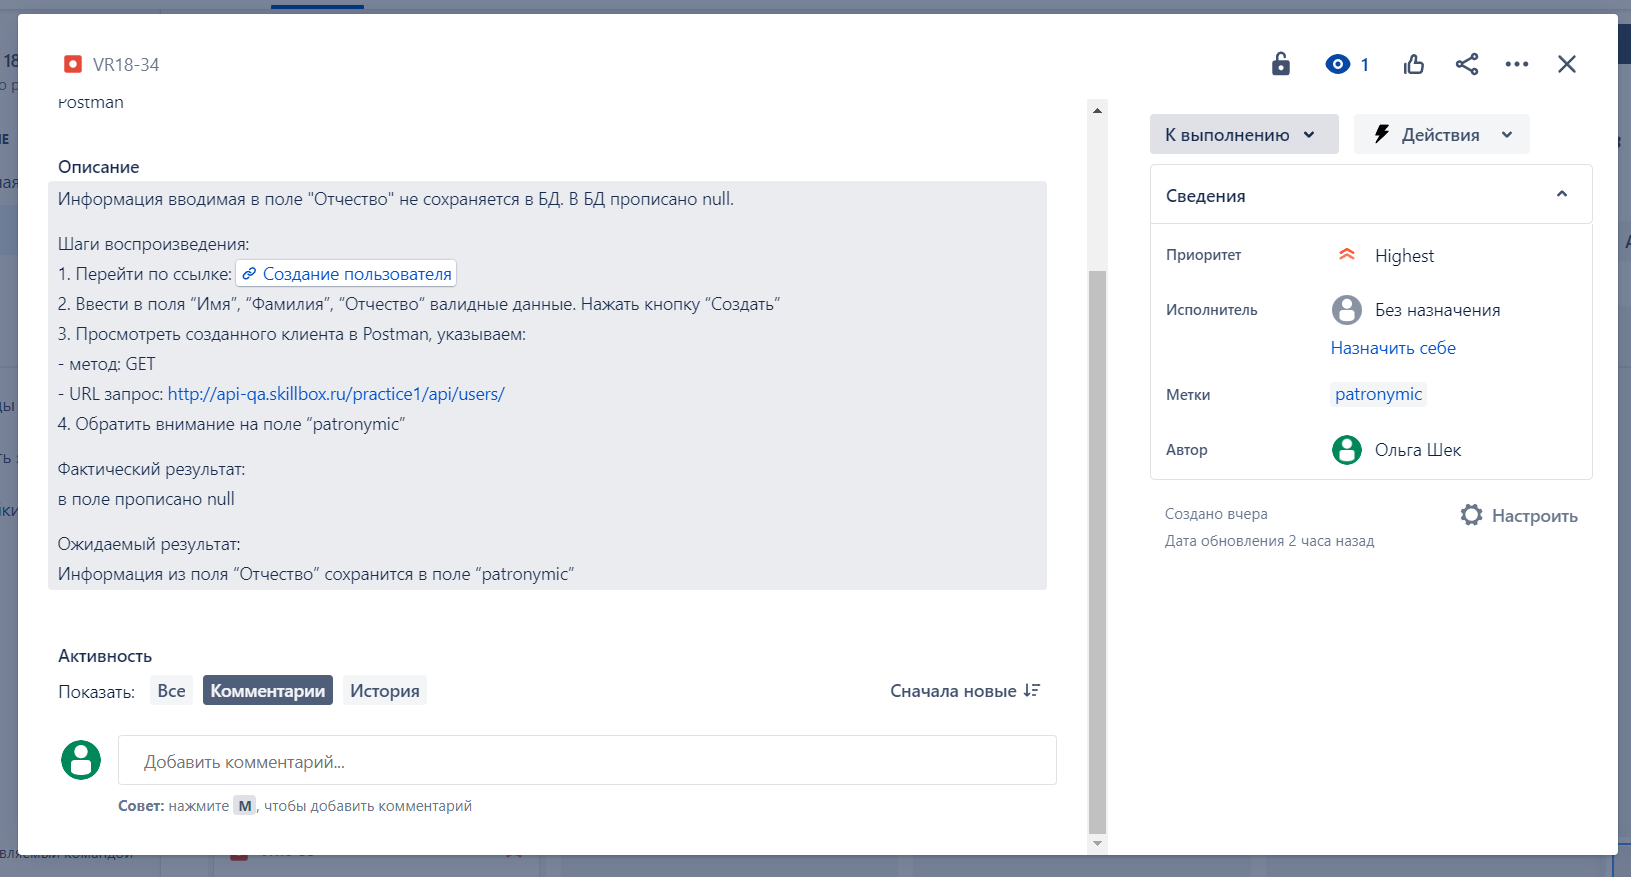 VR18-34
1
Postman
Описание
Информация вводимая в поле "Отчество" не сохраняется в БД. В БД прописано null.
Шаги воспроизведения:
1. Перейти по ссылке: Создание пользователя
2. Ввести в поля “Имя”, “Фамилия”, “Отчество” валидные данные. Нажать кнопку “Создать”
3. Просмотреть созданного клиента в Postman, указываем:
- метод: GET
- URL запрос: http://api-qa.skillbox.ru/practice1/api/users/
4. Обратить внимание на поле “patronymic”
Фактический результат:
в поле прописано null
Ожидаемый результат:
Информация из поля “Отчество” сохранится в поле “patronymic”
Активность
Показать: Все Комментарии История Сначала новые
Добавить комментарий...
Совет: нажмите M, чтобы добавить комментарий
К выполнению Действия
Сведения
Приоритет Highest
Исполнитель Без назначения
Назначить себе
Метки patronymic
Автор Ольга Шек
Создано вчера Настроить
Дата обновления 2 часа назад